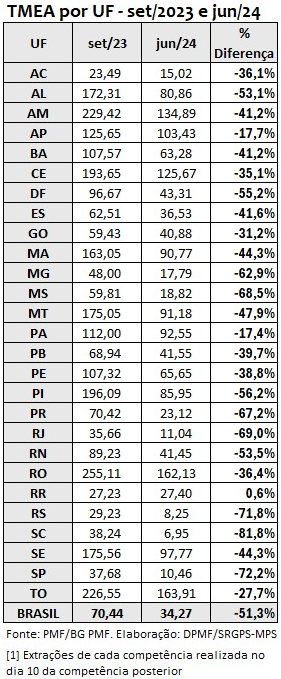 TMEA por UF - set/2023 e jun/24
UF set/23 jun/24 % Diferença
AC 23,49 15,02 -36,1%
AL 172,31 80,86 -53,1%
AM 229,42 134,89 -41,2%
AP 125,65 103,43 -17,7%
BA 107,57 63,28 -41,2%
CE 193,65 125,67 -35,1%
DF 96,67 43,31 -55,2%
ES 62,51 36,53 -41,6%
GO 59,43 40,88 -31,2%
MA 163,05 90,77 -44,3%
MG 48,00 17,79 -62,9%
MS 59,81 18,82 -68,5%
MT 175,05 91,18 -47,9%
PA 112,00 92,55 -17,4%
PB 68,94 41,55 -39,7%
PE 107,32 65,65 -38,8%
PI 196,09 85,95 -56,2%
PR 70,42 23,12 -67,2%
RJ 35,66 11,04 -69,0%
RN 89,23 41,45 -53,5%
RO 255,11 162,13 -36,4%
RR 27,23 27,40 0,6%
RS 29,23 8,25 -71,8%
SC 38,24 6,95 -81,8%
SE 175,56 97,77 -44,3%
SP 37,68 10,46 -72,2%
TO 226,55 163,91 -27,7%
BRASIL 70,44 34,27 -51,3%
Fonte: PMF/BG PMF. Elaboração: DPMF/SRGPS-MPS
[1] Extrações de cada competência realizada no
dia 10 da competência posterior